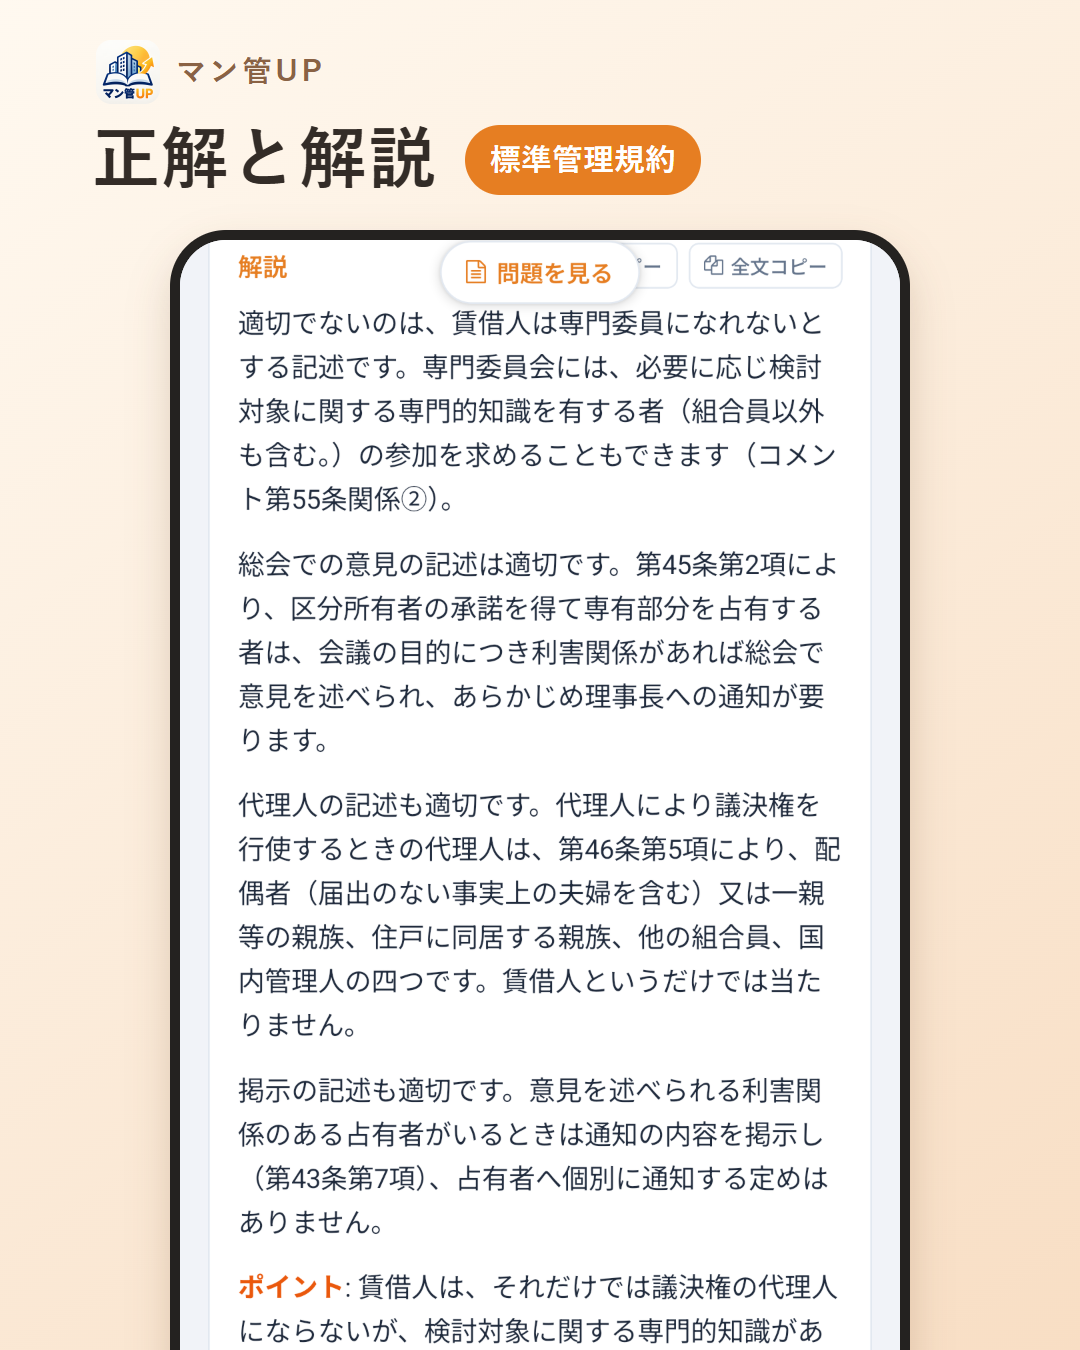 マン管UP
マン管UP
正解と解説
標準管理規約
解説
問題を見る
ピー
全文コピー
適切でないのは、賃借人は専門委員になれないと
する記述です。専門委員会には、必要に応じ検討
対象に関する専門的知識を有する者（組合員以外
も含む。）の参加を求めることもできます（コメン
ト第55条関係②）。
総会での意見の記述は適切です。第45条第2項によ
り、区分所有者の承諾を得て専有部分を占有する
者は、会議の目的につき利害関係があれば総会で
意見を述べられ、あらかじめ理事長への通知が要
ります。
代理人の記述も適切です。代理人により議決権を
行使するときの代理人は、第46条第5項により、配
偶者（届出のない事実上の夫婦を含む）又は一親
等の親族、住戸に同居する親族、他の組合員、国
内管理人の四つです。賃借人というだけでは当た
りません。
掲示の記述も適切です。意見を述べられる利害関
係のある占有者がいるときは通知の内容を掲示し
（第43条第7項）、占有者へ個別に通知する定めは
ありません。
ポイント: 賃借人は、それだけでは議決権の代理人
にならないが、検討対象に関する専門的知識があ